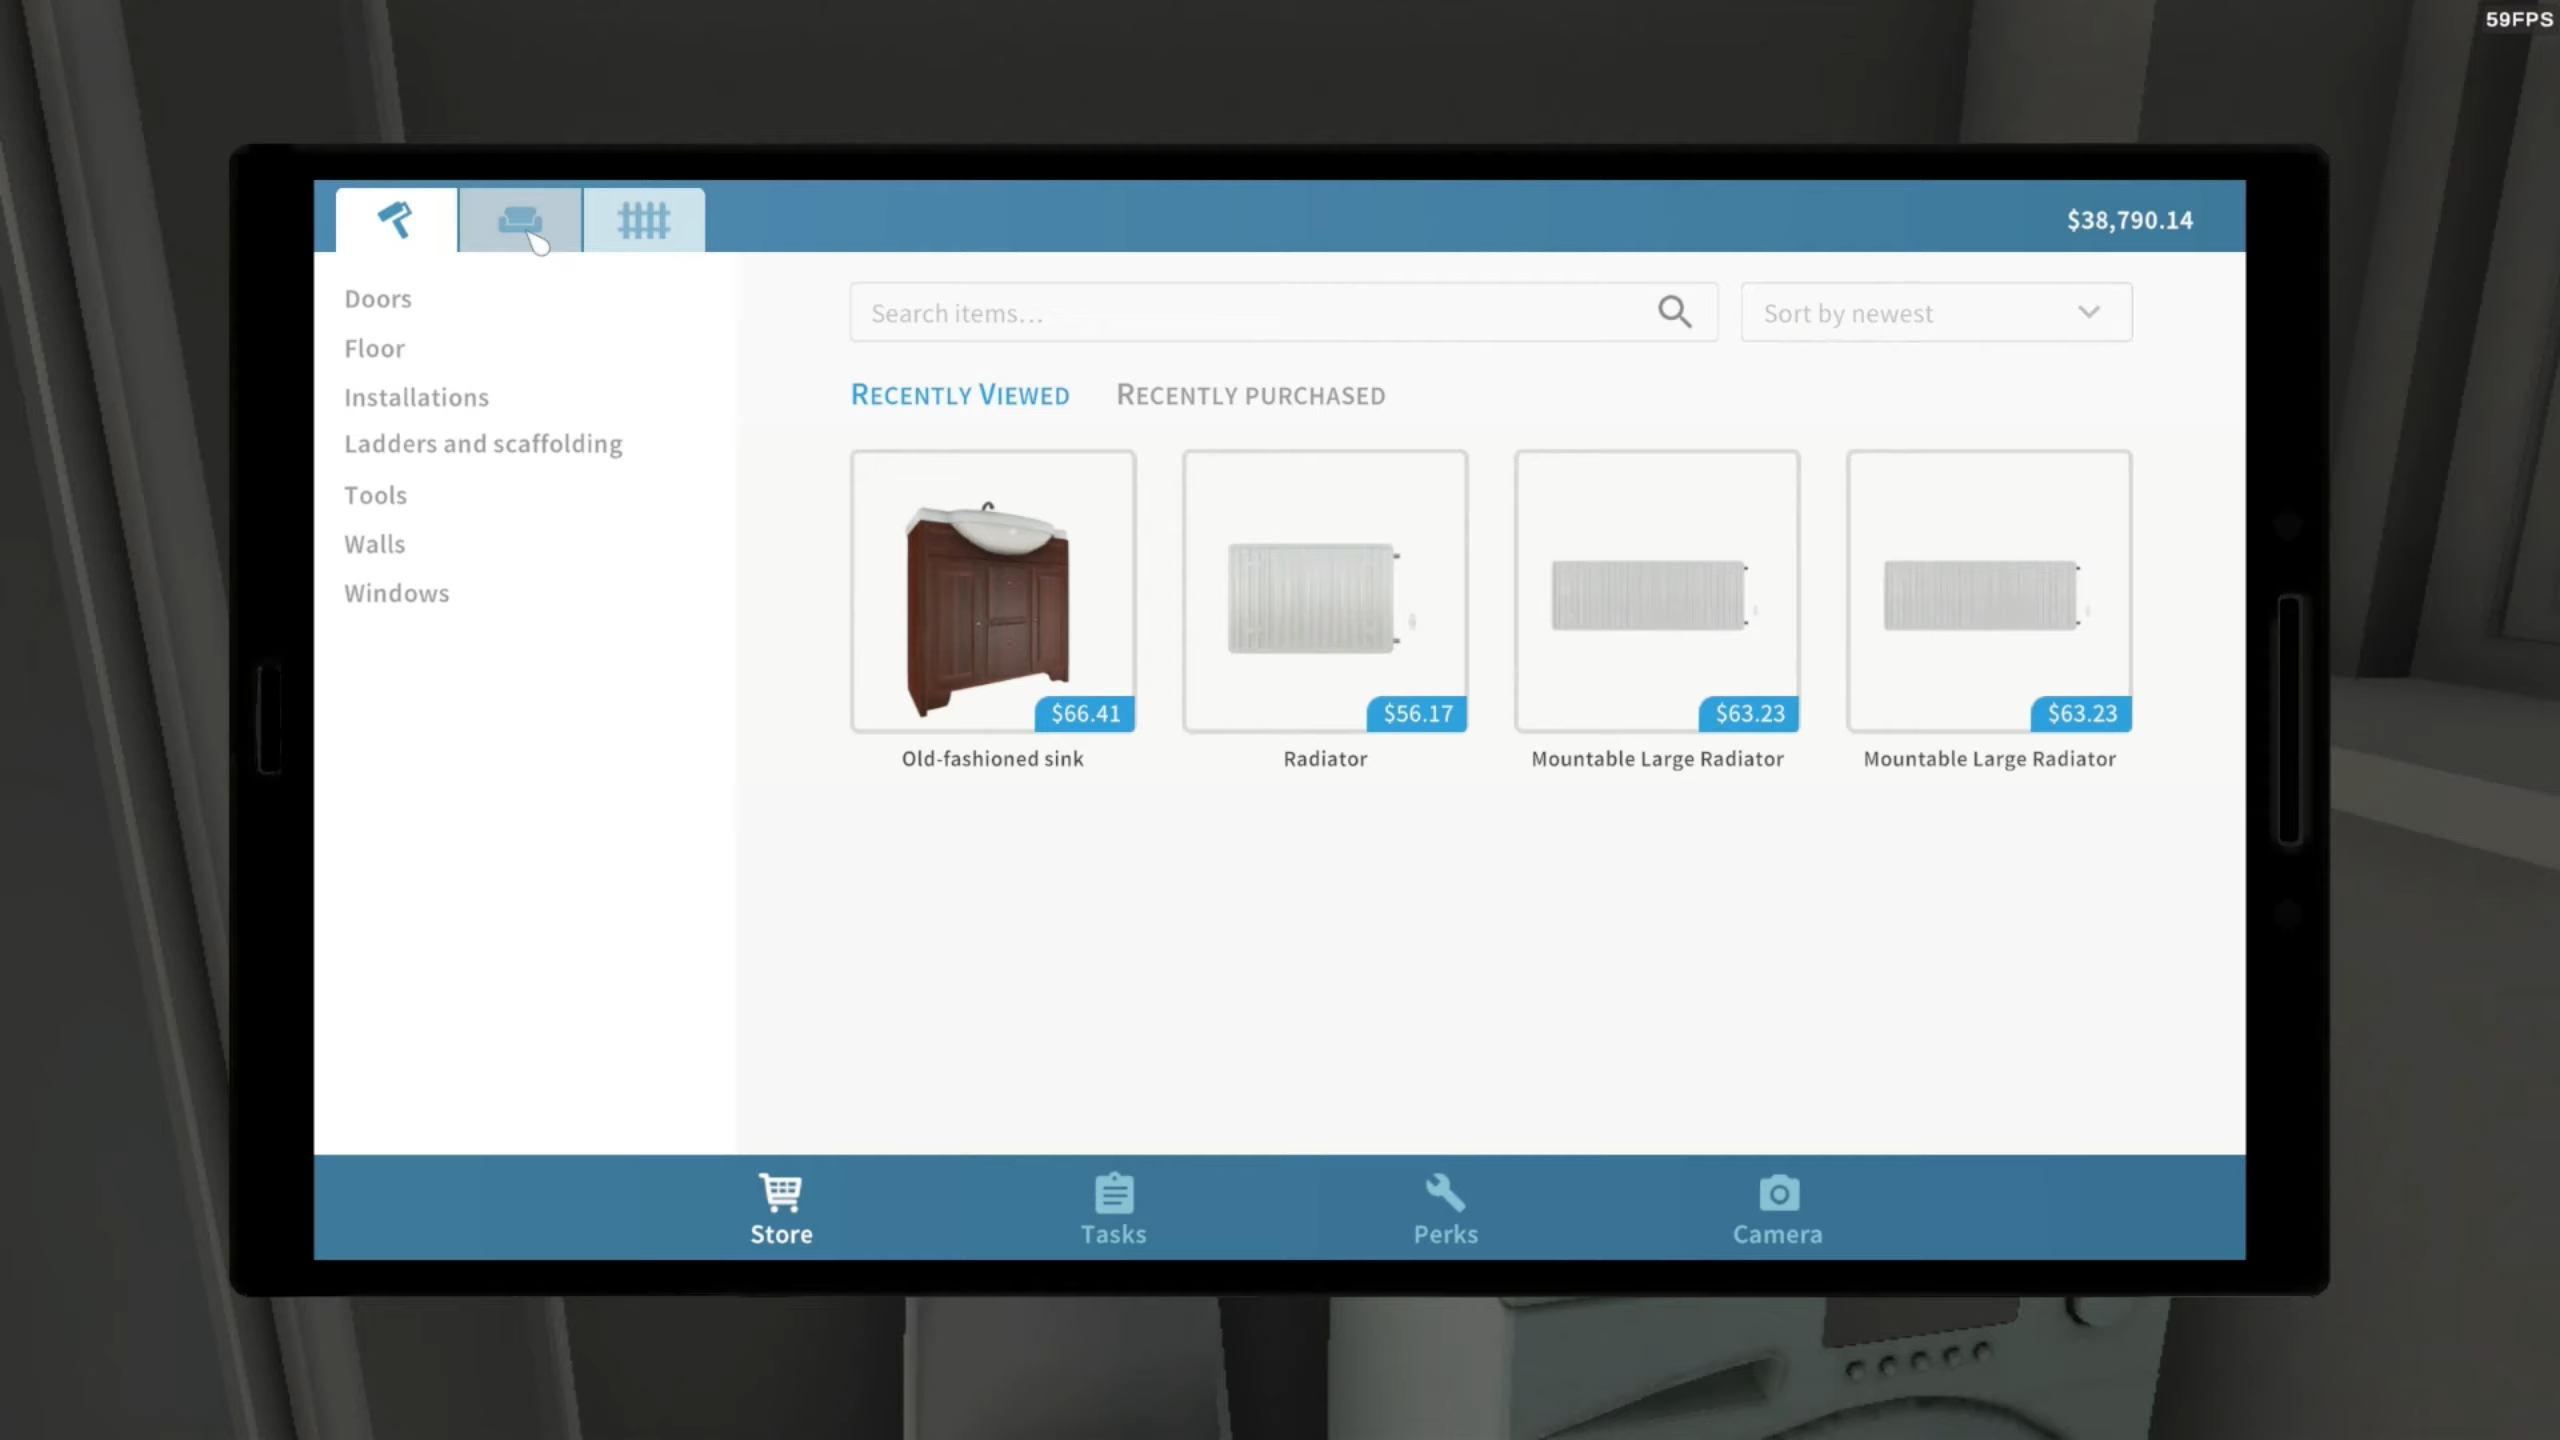 59FPS
$38,790.14
Doors
Floor
Installations
Ladders and scaffolding
Tools
Walls
Windows
Search items...
Sort by newest
RECENTLY VIEWED
RECENTLY PURCHASED
$66.41
$56.17
$63.23
$63.23
Old-fashioned sink
Radiator
Mountable Large Radiator
Mountable Large Radiator
Store
Tasks
Perks
Camera